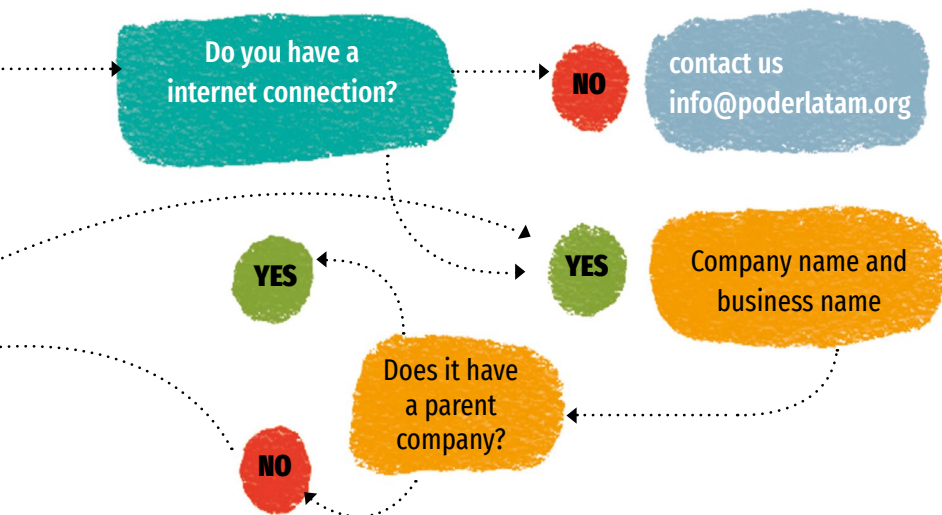 Do you have a
internet connection?
NO
contact us
info@poderlatam.org
YES
YES
Company name and
business name
Does it have
a parent
company?
NO